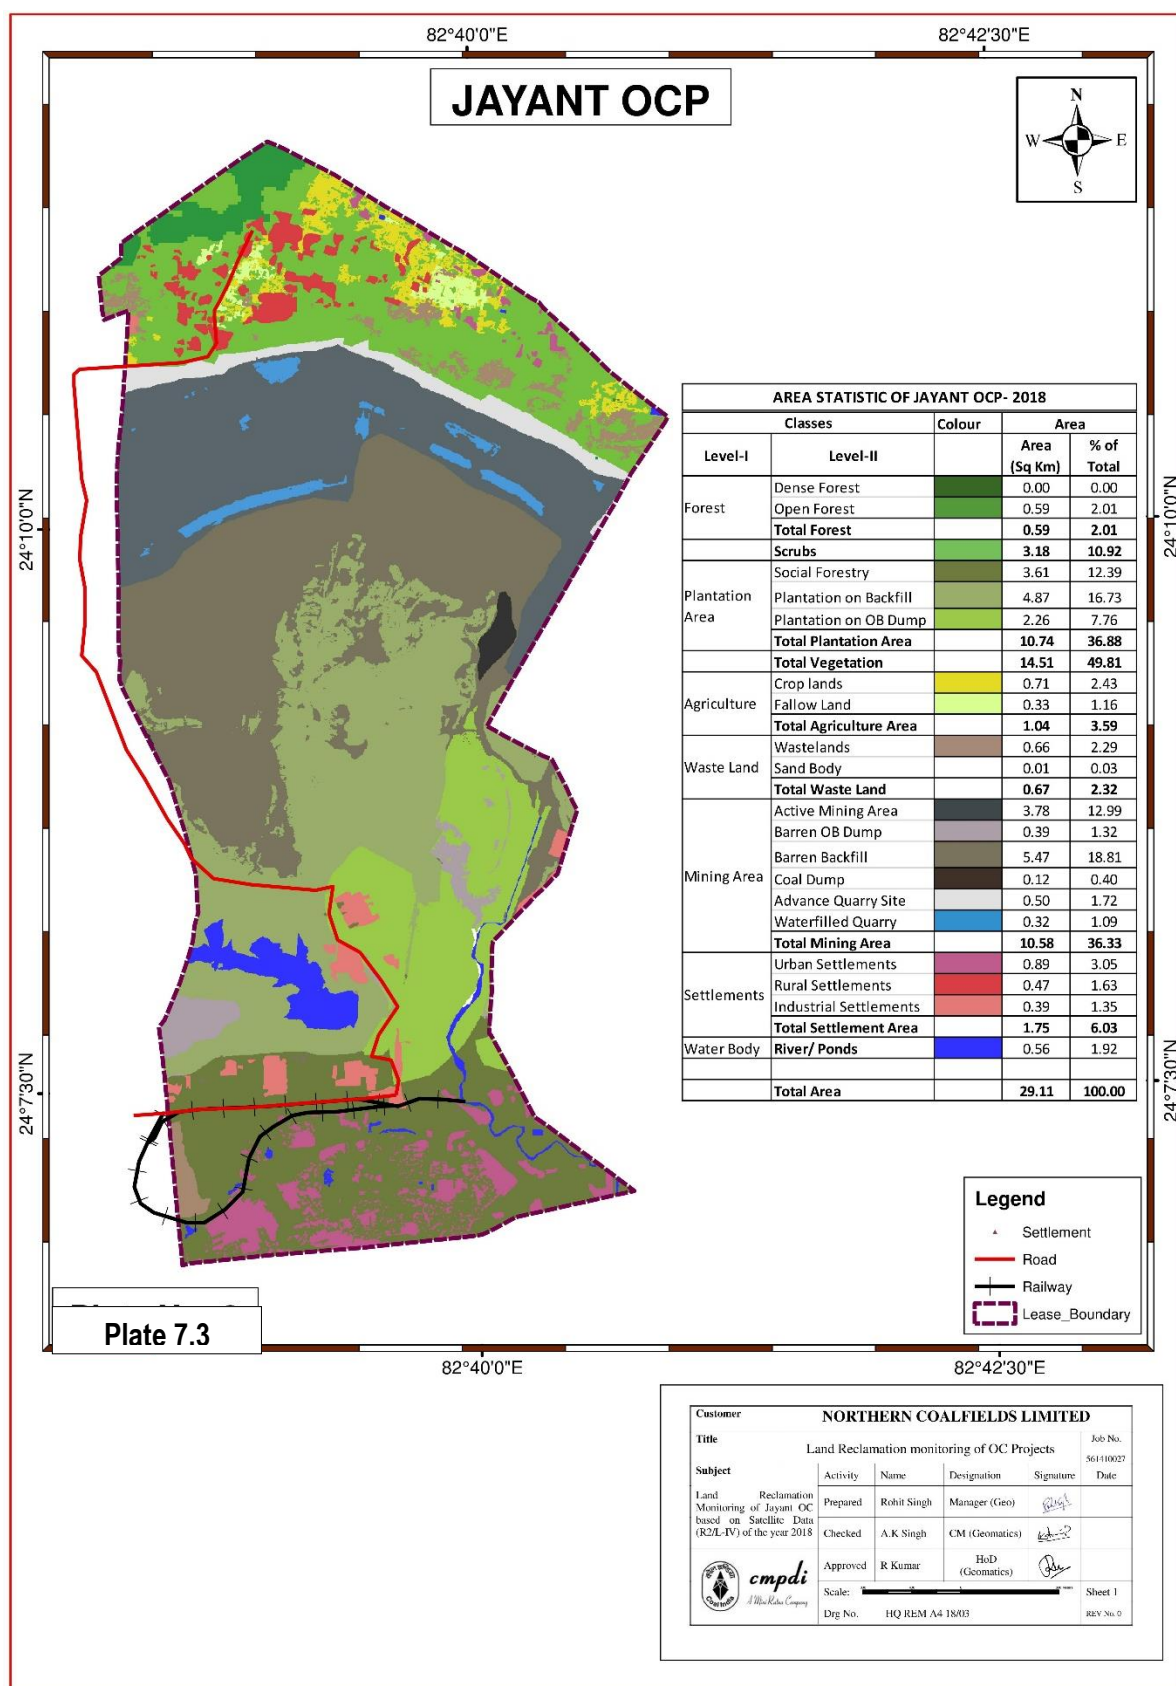 82°40'0"E 82°42'30"E
JAYANT OCP
N
W E
S
24°10'0"N 24°10'0"N
24°7'30"N 24°7'30"N
AREA STATISTIC OF JAYANT OCP- 2018
Classes Colour Area
Level-I Level-II Area (Sq Km) % of Total
Forest
Dense Forest 0.00 0.00
Open Forest 0.59 2.01
Total Forest 0.59 2.01
Scrubs 3.18 10.92
Plantation Area
Social Forestry 3.61 12.39
Plantation on Backfill 4.87 16.73
Plantation on OB Dump 2.26 7.76
Total Plantation Area 10.74 36.88
Total Vegetation 14.51 49.81
Agriculture
Crop lands 0.71 2.43
Fallow Land 0.33 1.16
Total Agriculture Area 1.04 3.59
Waste Land
Wastelands 0.66 2.29
Sand Body 0.01 0.03
Total Waste Land 0.67 2.32
Mining Area
Active Mining Area 3.78 12.99
Barren OB Dump 0.39 1.32
Barren Backfill 5.47 18.81
Coal Dump 0.12 0.40
Advance Quarry Site 0.50 1.72
Waterfilled Quarry 0.32 1.09
Total Mining Area 10.58 36.33
Settlements
Urban Settlements 0.89 3.05
Rural Settlements 0.47 1.63
Industrial Settlements 0.39 1.35
Total Settlement Area 1.75 6.03
Water Body River/ Ponds 0.56 1.92
Total Area 29.11 100.00
Legend
Settlement
Road
Railway
Lease_Boundary
Plate 7.3
82°40'0"E 82°42'30"E
Customer NORTHERN COALFIELDS LIMITED
Title Land Reclamation monitoring of OC Projects Job No.
561410027
Subject Activity Name Designation Signature Date
Land Reclamation
Monitoring of Jayant OC
based on Satellite Data
(R2/L-IV) of the year 2018
Prepared Rohit Singh Manager (Geo)
Checked A.K Singh CM (Geomatics)
Approved R Kumar HoD (Geomatics)
Coal India
cmpdi
A Mini Ratna Company
Scale: Sheet 1
Drg No. HQ REM A4 18/03 REV No. 0